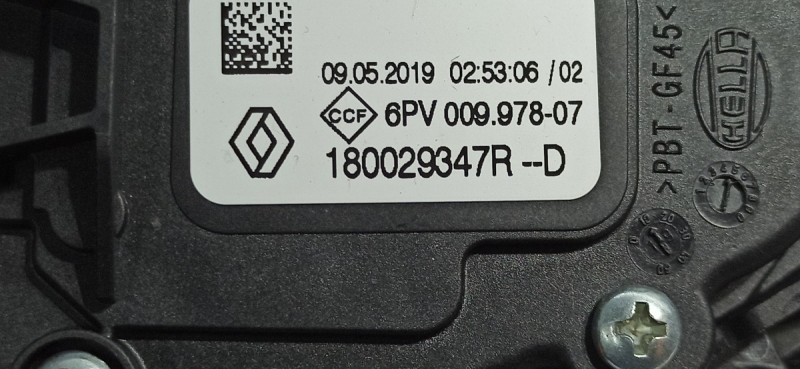 09.05.2019 02:53:06 /02
CCF 6PV 009.978-07
180029347R --D
>PBT-GF45<
HELLA